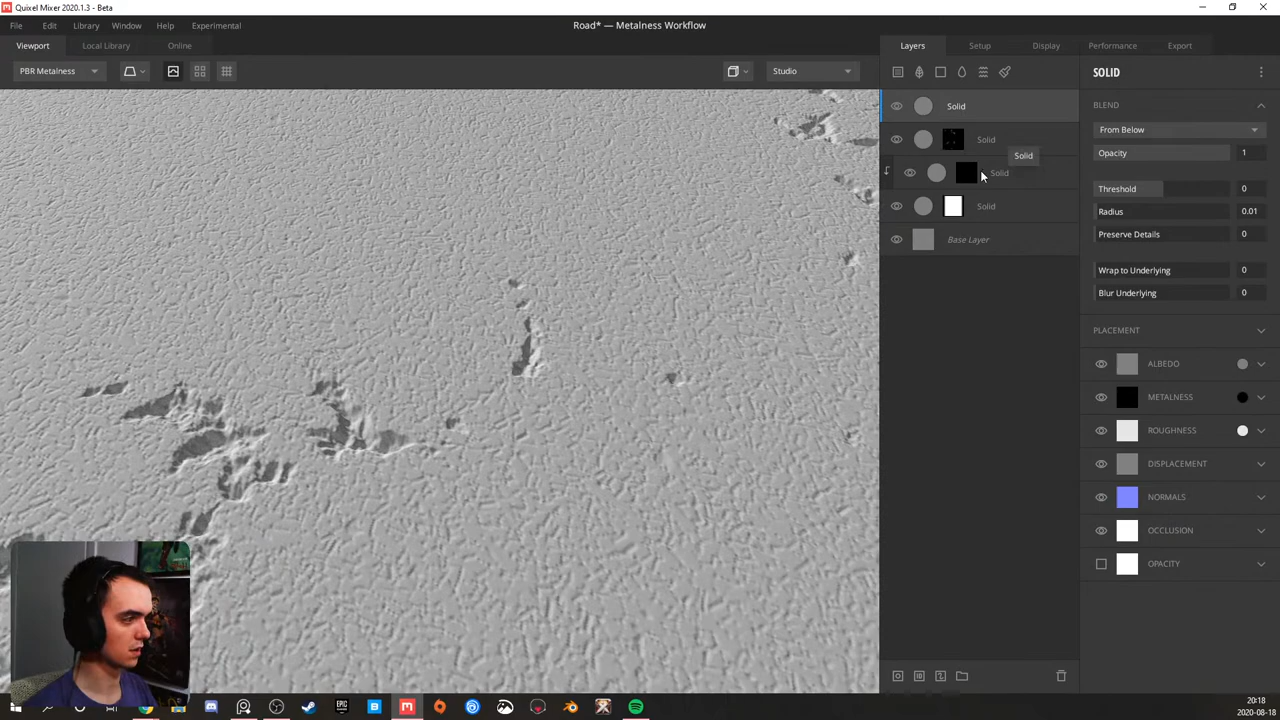 Quixel Mixer 2020.1.3 - Beta
File Edit Library Window Help Experimental
Road* — Metalness Workflow
Viewport Local Library Online
Layers Setup Display Performance Export
PBR Metalness
Studio
SOLID
Solid
Solid
Solid
Solid
Solid
Base Layer
BLEND
From Below
Opacity 1
Threshold 0
Radius 0.01
Preserve Details 0
Wrap to Underlying 0
Blur Underlying 0
PLACEMENT
ALBEDO
METALNESS
ROUGHNESS
DISPLACEMENT
NORMALS
OCCLUSION
OPACITY
20:18
2020-08-18